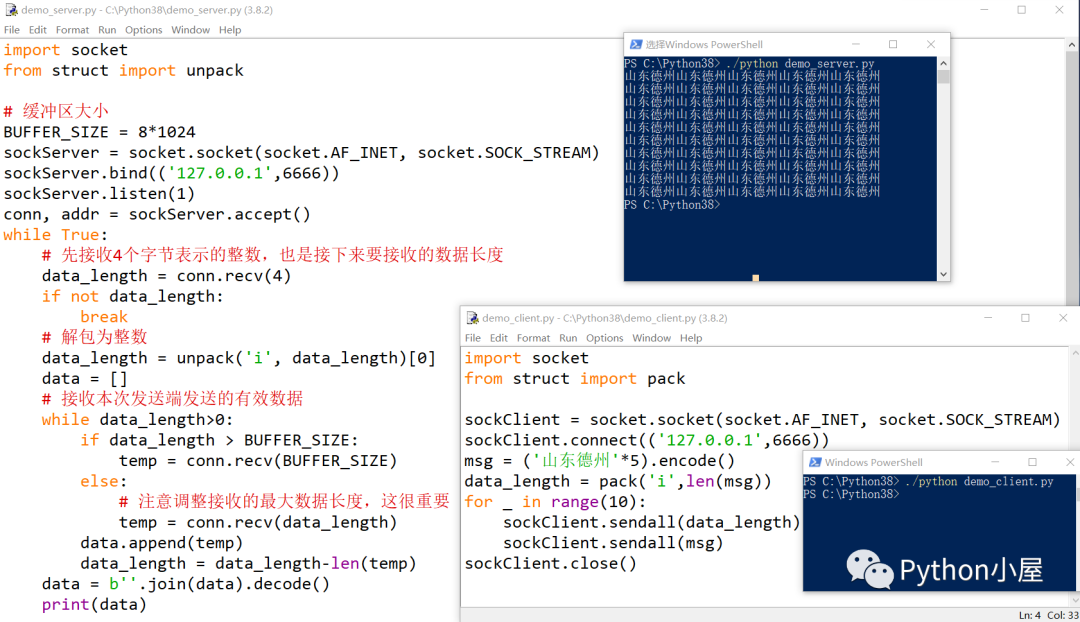 demo_server.py - C:\Python38\demo_server.py (3.8.2)
File Edit Format Run Options Window Help
import socket
from struct import unpack
# 缓冲区大小
BUFFER_SIZE = 8*1024
sockServer = socket.socket(socket.AF_INET, socket.SOCK_STREAM)
sockServer.bind(('127.0.0.1',6666))
sockServer.listen(1)
conn, addr = sockServer.accept()
while True:
    # 先接收4个字节表示的整数，也是接下来要接收的数据长度
    data_length = conn.recv(4)
    if not data_length:
        break
    # 解包为整数
    data_length = unpack('i', data_length)[0]
    data = []
    # 接收本次发送端发送的有效数据
    while data_length>0:
        if data_length > BUFFER_SIZE:
            temp = conn.recv(BUFFER_SIZE)
        else:
            # 注意调整接收的最大数据长度，这很重要
            temp = conn.recv(data_length)
        data.append(temp)
        data_length = data_length-len(temp)
    data = b''.join(data).decode()
    print(data)
选择Windows PowerShell
PS C:\Python38> ./python demo_server.py
山东德州山东德州山东德州山东德州山东德州
山东德州山东德州山东德州山东德州山东德州
山东德州山东德州山东德州山东德州山东德州
山东德州山东德州山东德州山东德州山东德州
山东德州山东德州山东德州山东德州山东德州
山东德州山东德州山东德州山东德州山东德州
山东德州山东德州山东德州山东德州山东德州
山东德州山东德州山东德州山东德州山东德州
山东德州山东德州山东德州山东德州山东德州
山东德州山东德州山东德州山东德州山东德州
PS C:\Python38>
demo_client.py - C:\Python38\demo_client.py (3.8.2)
File Edit Format Run Options Window Help
import socket
from struct import pack
sockClient = socket.socket(socket.AF_INET, socket.SOCK_STREAM)
sockClient.connect(('127.0.0.1',6666))
msg = ('山东德州'*5).encode()
data_length = pack('i',len(msg))
for _ in range(10):
    sockClient.sendall(data_length)
    sockClient.sendall(msg)
sockClient.close()
Windows PowerShell
PS C:\Python38> ./python demo_client.py
PS C:\Python38>
Python小屋
Ln: 4 Col: 33